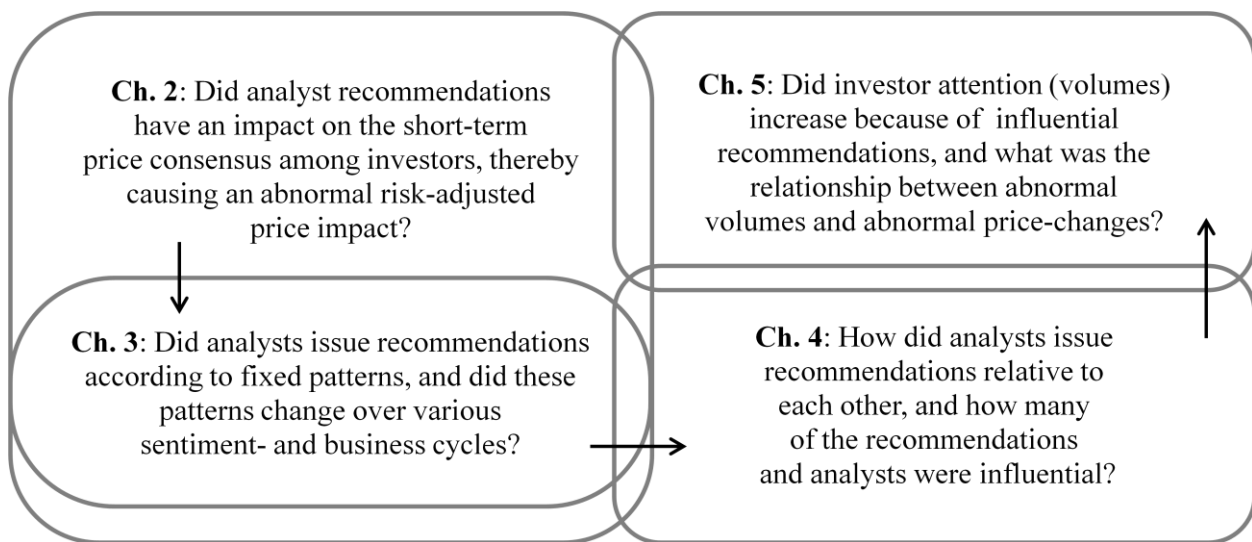 Ch. 2: Did analyst recommendations
have an impact on the short-term
price consensus among investors, thereby
causing an abnormal risk-adjusted
price impact?
Ch. 3: Did analysts issue recommendations
according to fixed patterns, and did these
patterns change over various
sentiment- and business cycles?
Ch. 4: How did analysts issue
recommendations relative to
each other, and how many
of the recommendations
and analysts were influential?
Ch. 5: Did investor attention (volumes)
increase because of influential
recommendations, and what was the
relationship between abnormal
volumes and abnormal price-changes?